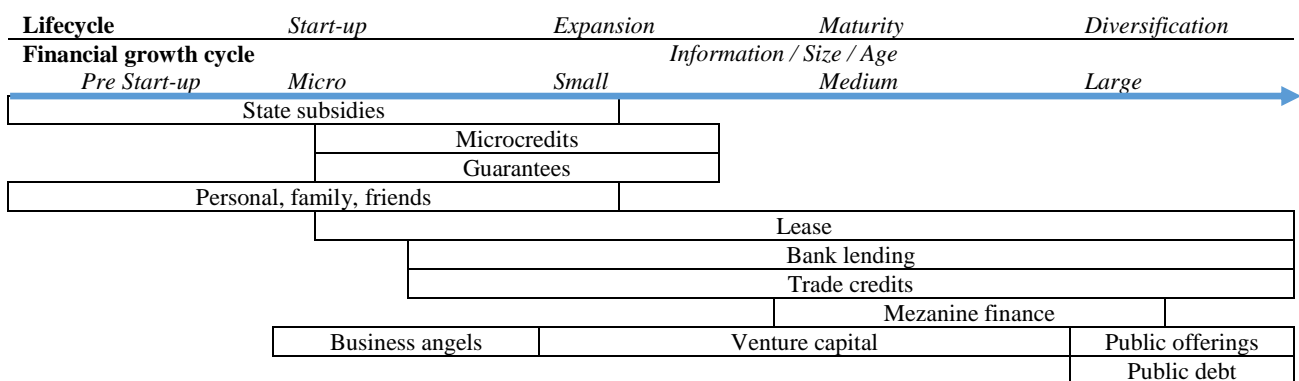 Lifecycle Start-up Expansion Maturity Diversification
Financial growth cycle Information / Size / Age
Pre Start-up Micro Small Medium Large
State subsidies
Microcredits
Guarantees
Personal, family, friends
Lease
Bank lending
Trade credits
Mezanine finance
Business angels Venture capital Public offerings
Public debt